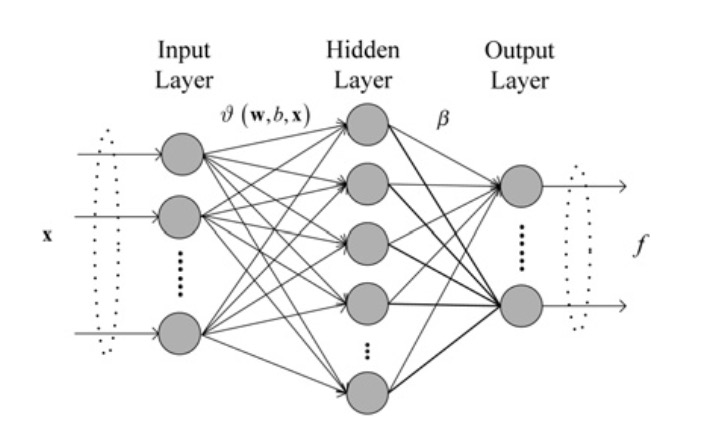 Input
Layer
Hidden
Layer
Output
Layer
ϑ (w,b,x)
β
x
f